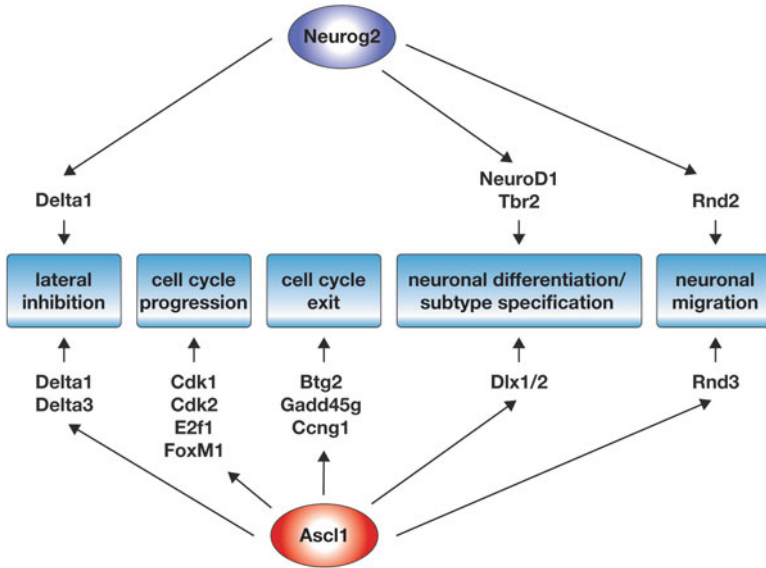 Neurog2
Delta1
NeuroD1
Tbr2
Rnd2
lateral
inhibition
cell cycle
progression
cell cycle
exit
neuronal differentiation/
subtype specification
neuronal
migration
Delta1
Delta3
Cdk1
Cdk2
E2f1
FoxM1
Btg2
Gadd45g
Ccng1
Dlx1/2
Rnd3
Ascl1